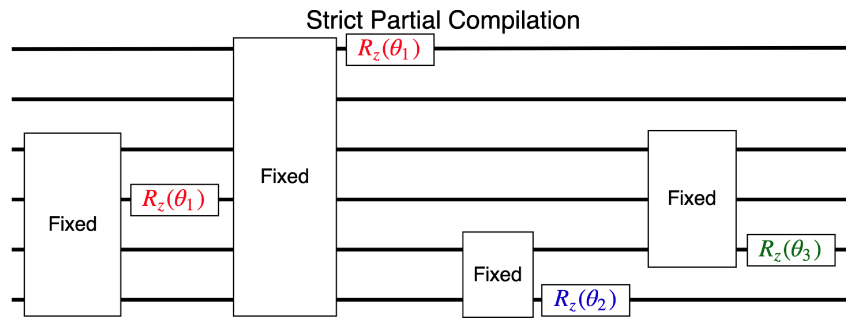 Strict Partial Compilation
R_z(θ_1)
Fixed
Fixed
R_z(θ_1)
Fixed
Fixed
R_z(θ_3)
R_z(θ_2)